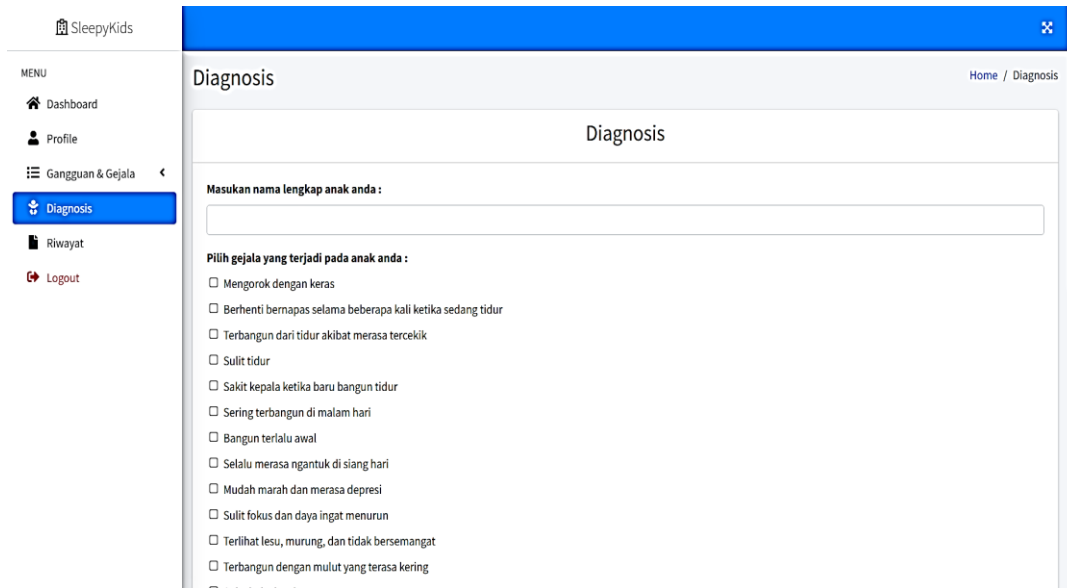 SleepyKids
MENU
Dashboard
Profile
Gangguan & Gejala
Diagnosis
Riwayat
Logout
Diagnosis
Home / Diagnosis
Diagnosis
Masukan nama lengkap anak anda :
Pilih gejala yang terjadi pada anak anda :
Mengorok dengan keras
Berhenti bernapas selama beberapa kali ketika sedang tidur
Terbangun dari tidur akibat merasa tercekik
Sulit tidur
Sakit kepala ketika baru bangun tidur
Sering terbangun di malam hari
Bangun terlalu awal
Selalu merasa ngantuk di siang hari
Mudah marah dan merasa depresi
Sulit fokus dan daya ingat menurun
Terlihat lesu, murung, dan tidak bersemangat
Terbangun dengan mulut yang terasa kering